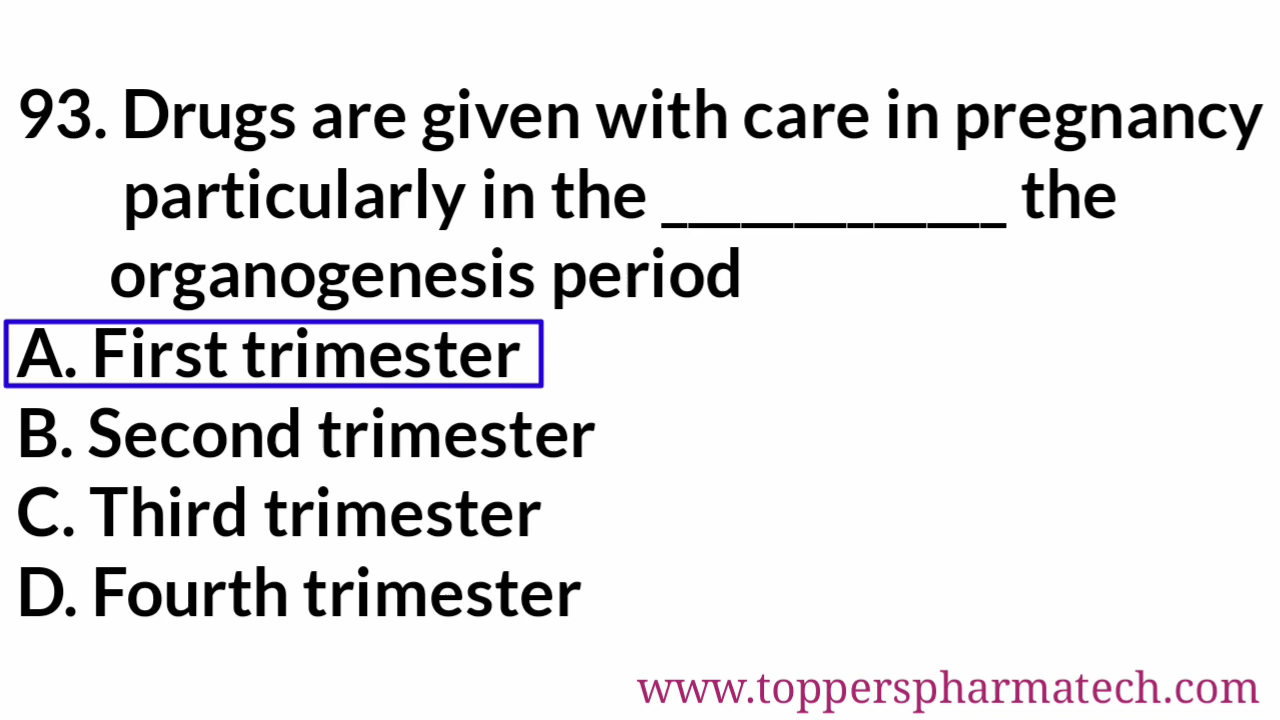 93. Drugs are given with care in pregnancy
particularly in the ____________ the
organogenesis period
A. First trimester
B. Second trimester
C. Third trimester
D. Fourth trimester
www.topperspharmatech.com